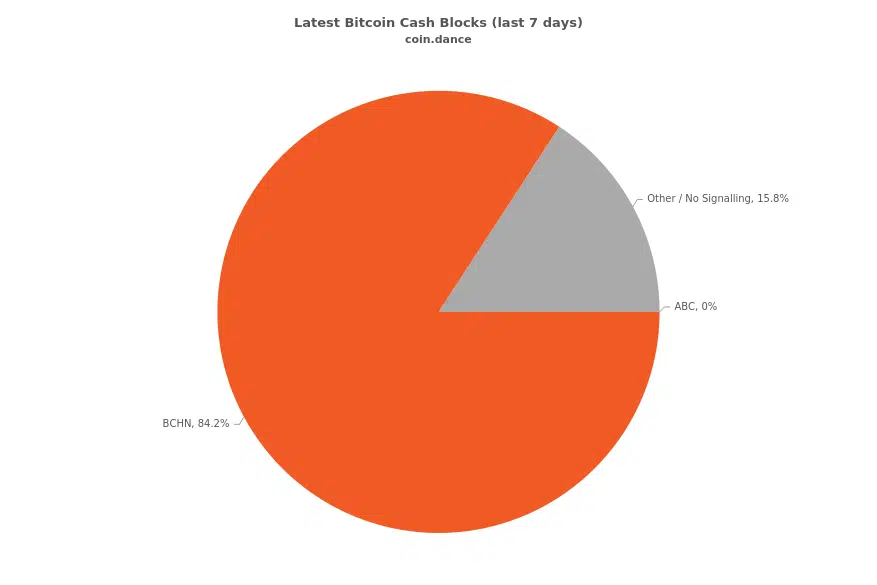 Latest Bitcoin Cash Blocks (last 7 days)
coin.dance
Other / No Signalling, 15.8%
ABC, 0%
BCHN, 84.2%